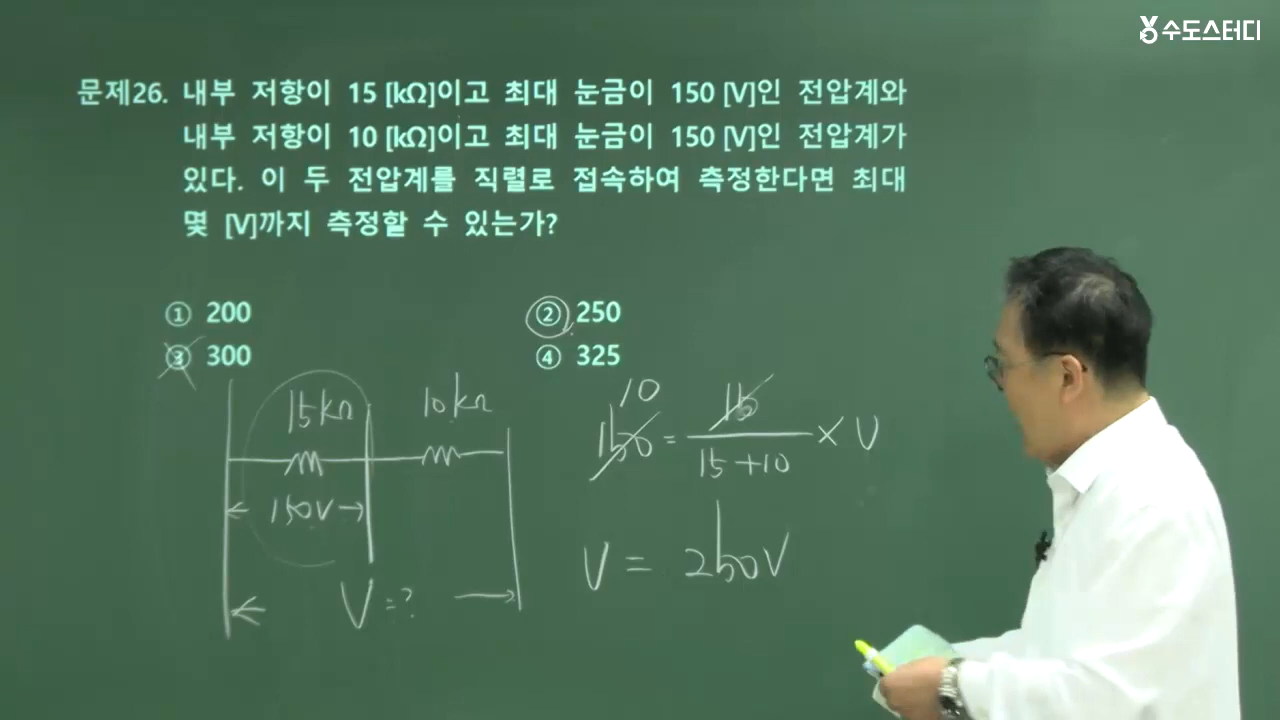 수도스터디
문제26. 내부 저항이 15 [kΩ]이고 최대 눈금이 150 [V]인 전압계와
내부 저항이 10 [kΩ]이고 최대 눈금이 150 [V]인 전압계가
있다. 이 두 전압계를 직렬로 접속하여 측정한다면 최대
몇 [V]까지 측정할 수 있는가?
① 200
② 250
③ 300
④ 325
15kΩ 10kΩ
150V
V=?
10
150 = 15 / 15+10 × V
V = 250V